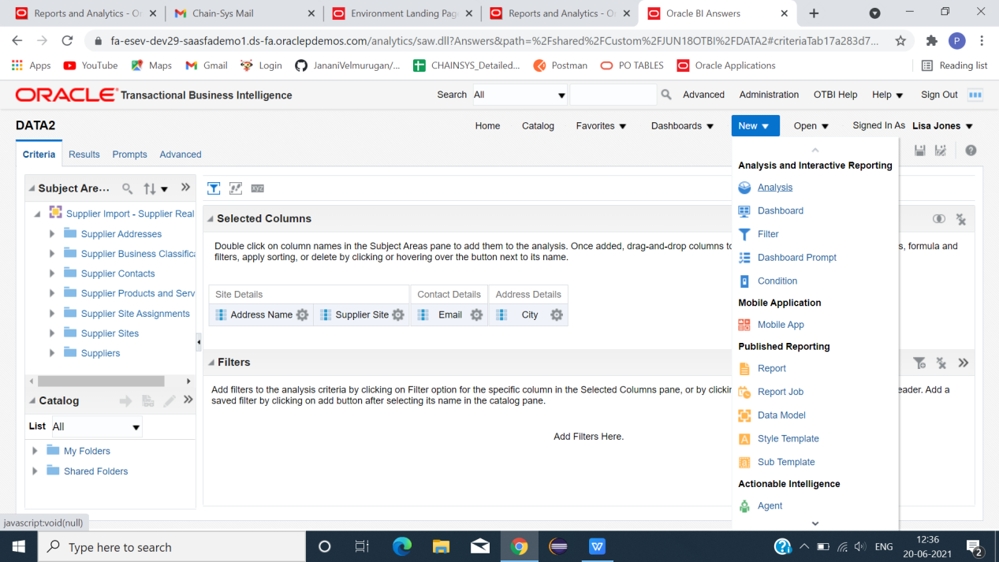 Reports and Analytics - O
Chain-Sys Mail
Environment Landing Page
Reports and Analytics - O
Oracle BI Answers
fa-esev-dev29-saasfademo1.ds-fa.oraclepdemos.com/analytics/saw.dll?Answers&path=%2Fshared%2FCustom%2FJUN18OTBI%2FDATA2#criteriaTab17a283d7...
P
Apps
YouTube
Maps
Gmail
Login
JananiVelmurugan/...
CHAINSYS_Detailed...
Postman
PO TABLES
Oracle Applications
Reading list
ORACLE® Transactional Business Intelligence
Search
All
Advanced
Administration
OTBI Help
Help
Sign Out
DATA2
Home
Catalog
Favorites
Dashboards
New
Open
Signed In As Lisa Jones
Criteria
Results
Prompts
Advanced
Subject Are...
Supplier Import - Supplier Real
Supplier Addresses
Supplier Business Classifica
Supplier Contacts
Supplier Products and Serv
Supplier Site Assignments
Supplier Sites
Suppliers
Catalog
List All
My Folders
Shared Folders
xyz
Selected Columns
Double click on column names in the Subject Areas pane to add them to the analysis. Once added, drag-and-drop columns to s, formula and
filters, apply sorting, or delete by clicking or hovering over the button next to its name.
Site Details
Contact Details
Address Details
Address Name
Supplier Site
Email
City
Filters
Add filters to the analysis criteria by clicking on Filter option for the specific column in the Selected Columns pane, or by clickin eader. Add a
saved filter by clicking on add button after selecting its name in the catalog pane.
Add Filters Here.
Analysis and Interactive Reporting
Analysis
Dashboard
Filter
Dashboard Prompt
Condition
Mobile Application
Mobile App
Published Reporting
Report
Report Job
Data Model
Style Template
Sub Template
Actionable Intelligence
Agent
javascript:void(null)
Type here to search
ENG
12:36
20-06-2021
2